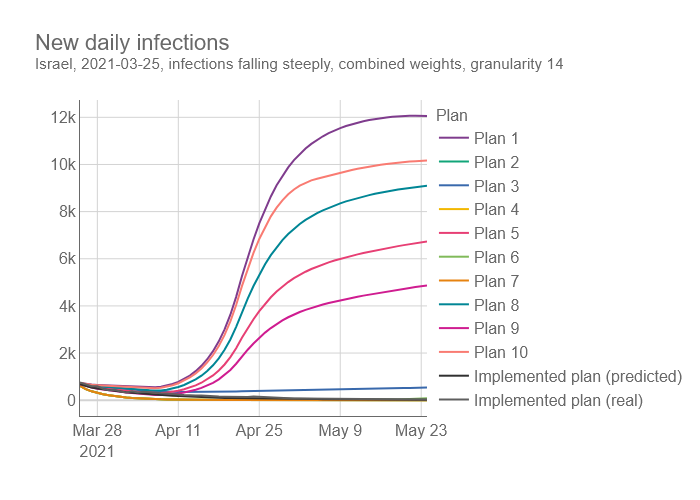 New daily infections
Israel, 2021-03-25, infections falling steeply, combined weights, granularity 14
12k
10k
8k
6k
4k
2k
0
Mar 28
2021
Apr 11
Apr 25
May 9
May 23
Plan
Plan 1
Plan 2
Plan 3
Plan 4
Plan 5
Plan 6
Plan 7
Plan 8
Plan 9
Plan 10
Implemented plan (predicted)
Implemented plan (real)